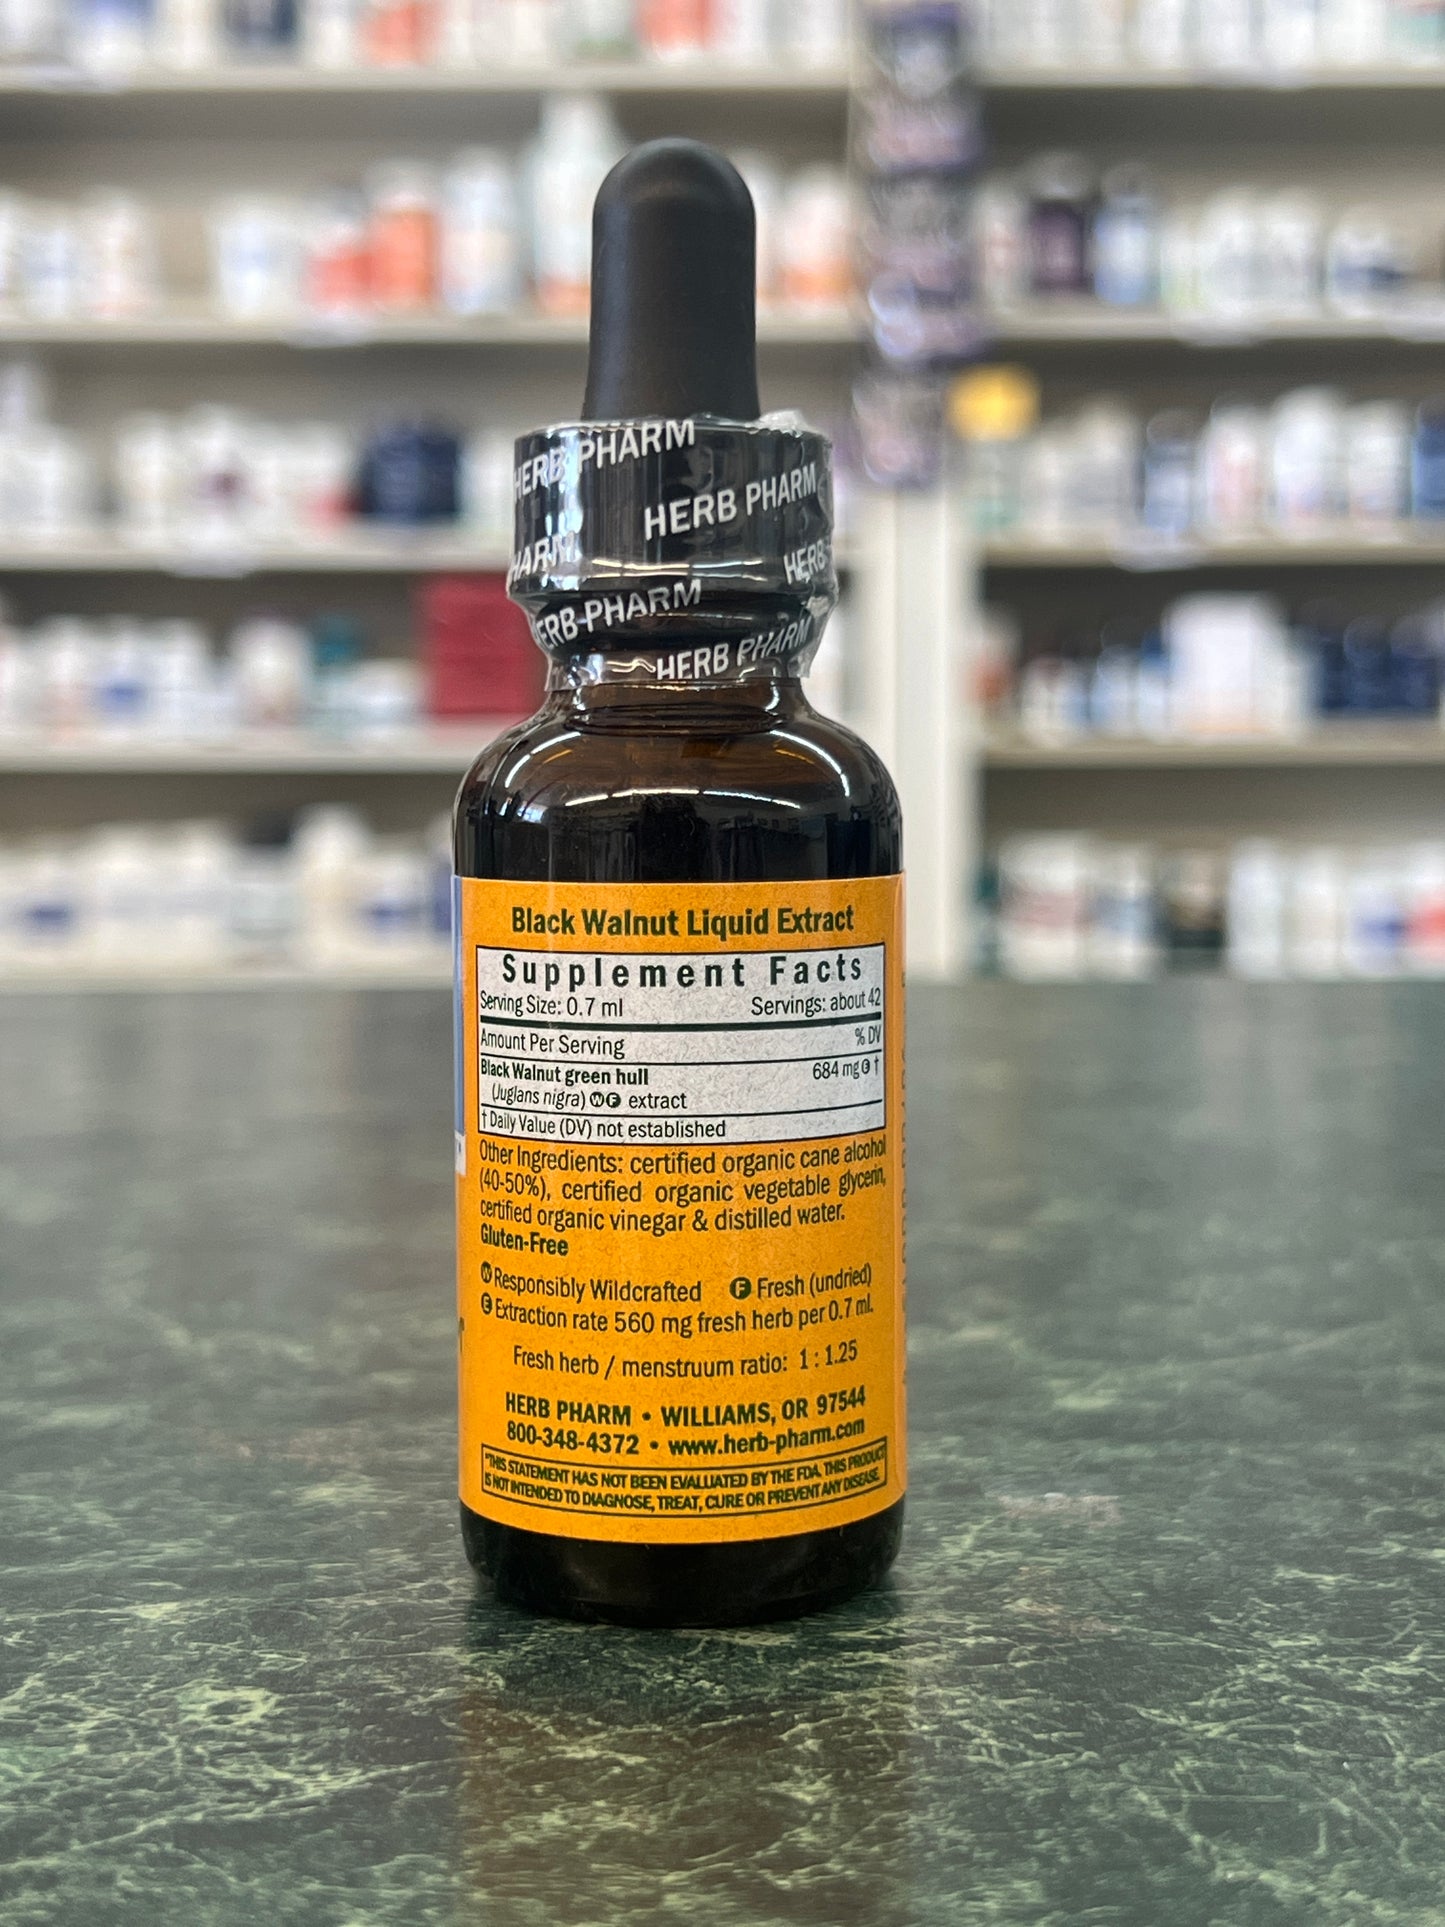 HERB PHARM
HERB PHARM
HARM
HERB
ERB PHARM
HERB PHARM
Black Walnut Liquid Extract
Supplement Facts
Serving Size: 0.7 ml Servings: about 42
Amount Per Serving % DV
Black Walnut green hull 684 mg Ⓔ †
(Juglans nigra) ⓌⒻ extract
† Daily Value (DV) not established
Other Ingredients: certified organic cane alcohol
(40-50%), certified organic vegetable glycerin,
certified organic vinegar & distilled water.
Gluten-Free
Ⓦ Responsibly Wildcrafted Ⓕ Fresh (undried)
Ⓔ Extraction rate 560 mg fresh herb per 0.7 ml.
Fresh herb / menstruum ratio: 1 : 1.25
HERB PHARM • WILLIAMS, OR 97544
800-348-4372 • www.herb-pharm.com
*THIS STATEMENT HAS NOT BEEN EVALUATED BY THE FDA. THIS PRODUCT
IS NOT INTENDED TO DIAGNOSE, TREAT, CURE OR PREVENT ANY DISEASE.